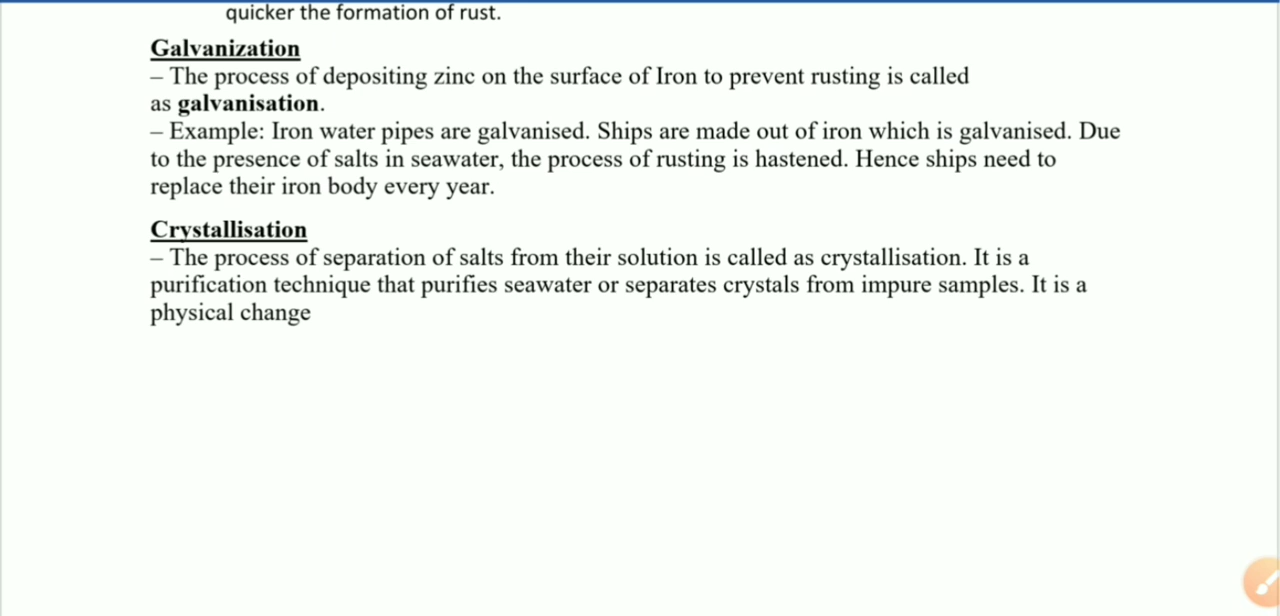 quicker the formation of rust.
Galvanization
– The process of depositing zinc on the surface of Iron to prevent rusting is called
as galvanisation.
– Example: Iron water pipes are galvanised. Ships are made out of iron which is galvanised. Due
to the presence of salts in seawater, the process of rusting is hastened. Hence ships need to
replace their iron body every year.
Crystallisation
– The process of separation of salts from their solution is called as crystallisation. It is a
purification technique that purifies seawater or separates crystals from impure samples. It is a
physical change